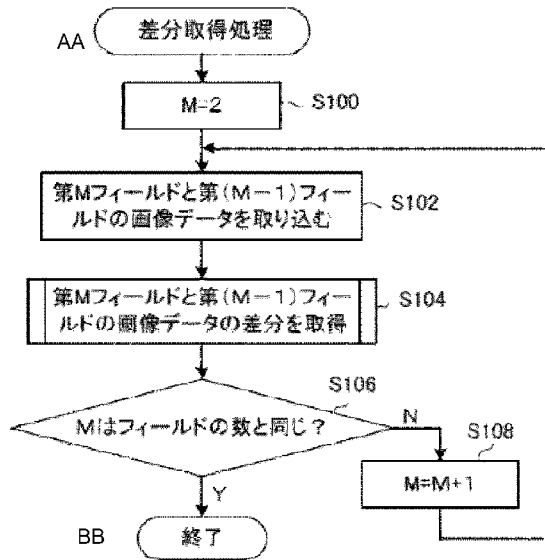 AA
差分取得処理
M=2
S100
第Mフィールドと第(M-1)フィー
ルドの画像データを取り込む
S102
第Mフィールドと第(M-1)フィー
ルドの画像データの差分を取得
S104
Mはフィールドの数と同じ?
S106
N
S108
M=M+1
Y
BB
終了